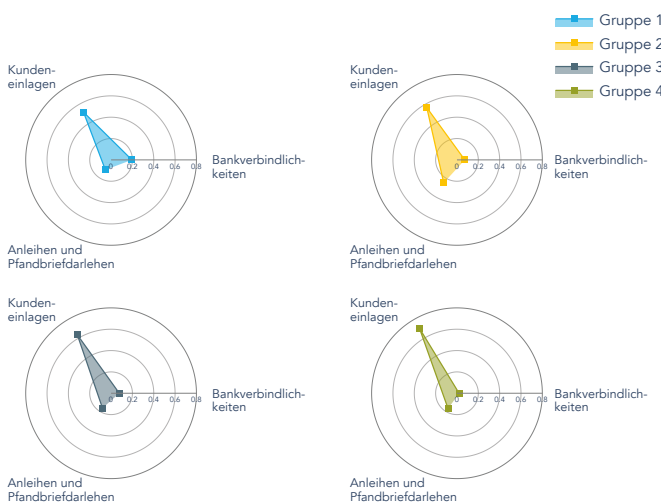 Gruppe 1
Gruppe 2
Gruppe 3
Gruppe 4
Kunden-
einlagen
0 0.2 0.4 0.6 0.8
Bankverbindlich-
keiten
Anleihen und
Pfandbriefdarlehen
Kunden-
einlagen
0 0.2 0.4 0.6 0.8
Bankverbindlich-
keiten
Anleihen und
Pfandbriefdarlehen
Kunden-
einlagen
0 0.2 0.4 0.6 0.8
Bankverbindlich-
keiten
Anleihen und
Pfandbriefdarlehen
Kunden-
einlagen
0 0.2 0.4 0.6 0.8
Bankverbindlich-
keiten
Anleihen und
Pfandbriefdarlehen